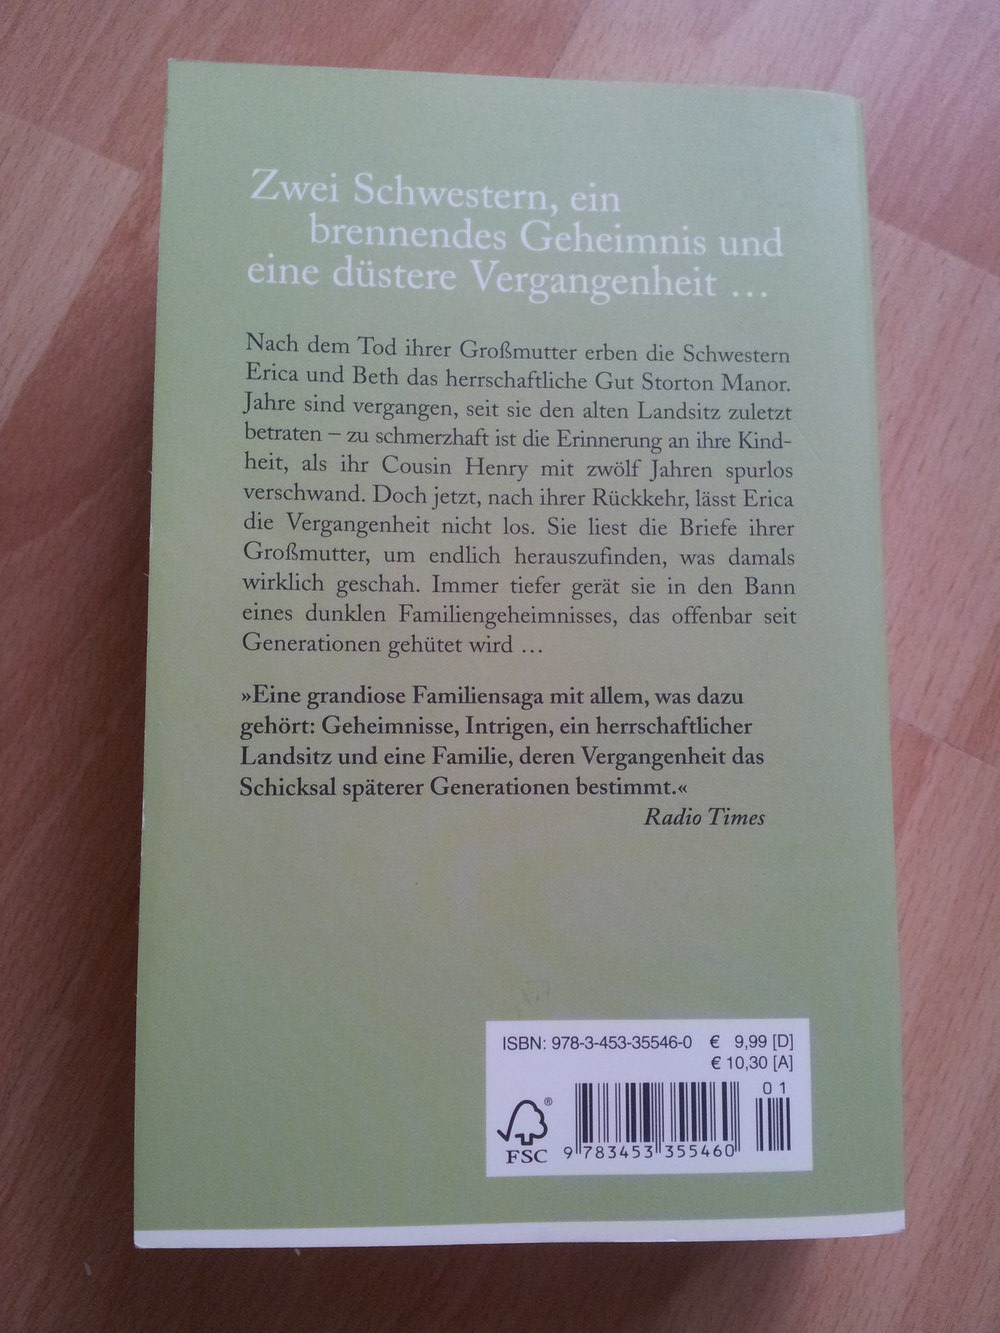 Zwei Schwestern, ein
brennendes Geheimnis und
eine düstere Vergangenheit …
Nach dem Tod ihrer Großmutter erben die Schwestern
Erica und Beth das herrschaftliche Gut Storton Manor.
Jahre sind vergangen, seit sie den alten Landsitz zuletzt
betraten – zu schmerzhaft ist die Erinnerung an ihre Kind-
heit, als ihr Cousin Henry mit zwölf Jahren spurlos
verschwand. Doch jetzt, nach ihrer Rückkehr, lässt Erica
die Vergangenheit nicht los. Sie liest die Briefe ihrer
Großmutter, um endlich herauszufinden, was damals
wirklich geschah. Immer tiefer gerät sie in den Bann
eines dunklen Familiengeheimnisses, das offenbar seit
Generationen gehütet wird …
»Eine grandiose Familiensaga mit allem, was dazu
gehört: Geheimnisse, Intrigen, ein herrschaftlicher
Landsitz und eine Familie, deren Vergangenheit das
Schicksal späterer Generationen bestimmt.«
Radio Times
ISBN: 978-3-453-35546-0 € 9,99 [D]
€ 10,30 [A]
01
®
FSC
9 783453 355460